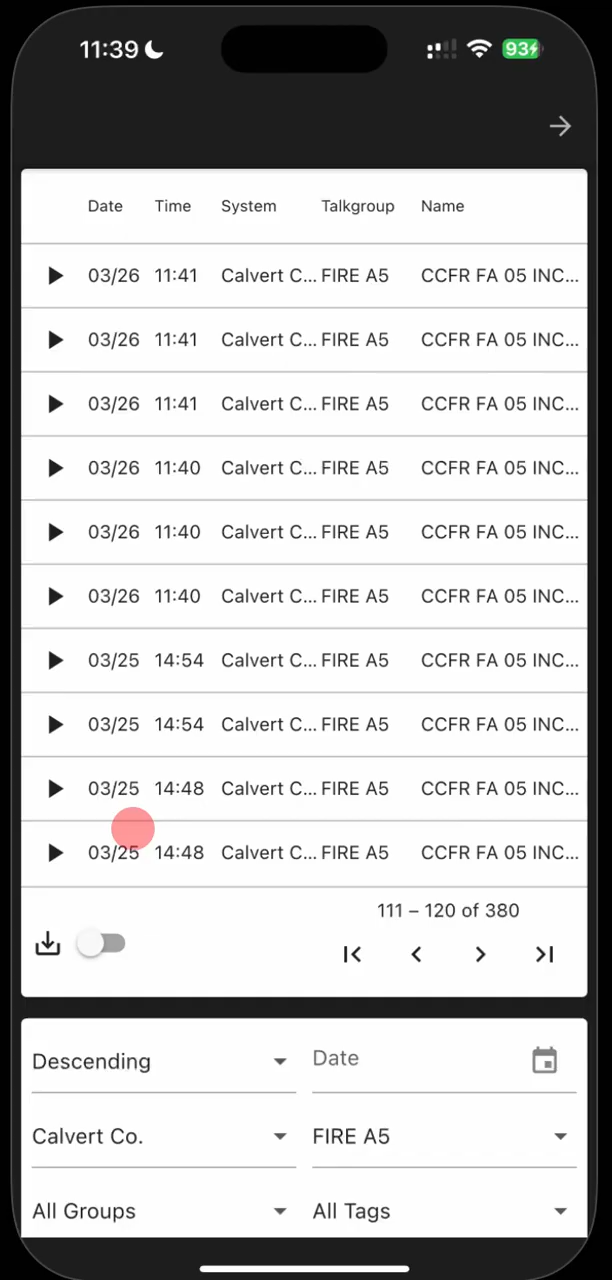 11:39 93
Date Time System Talkgroup Name
03/26 11:41 Calvert C... FIRE A5 CCFR FA 05 INC...
03/26 11:41 Calvert C... FIRE A5 CCFR FA 05 INC...
03/26 11:41 Calvert C... FIRE A5 CCFR FA 05 INC...
03/26 11:40 Calvert C... FIRE A5 CCFR FA 05 INC...
03/26 11:40 Calvert C... FIRE A5 CCFR FA 05 INC...
03/26 11:40 Calvert C... FIRE A5 CCFR FA 05 INC...
03/25 14:54 Calvert C... FIRE A5 CCFR FA 05 INC...
03/25 14:54 Calvert C... FIRE A5 CCFR FA 05 INC...
03/25 14:48 Calvert C... FIRE A5 CCFR FA 05 INC...
03/25 14:48 Calvert C... FIRE A5 CCFR FA 05 INC...
111 – 120 of 380
Descending Date
Calvert Co. FIRE A5
All Groups All Tags